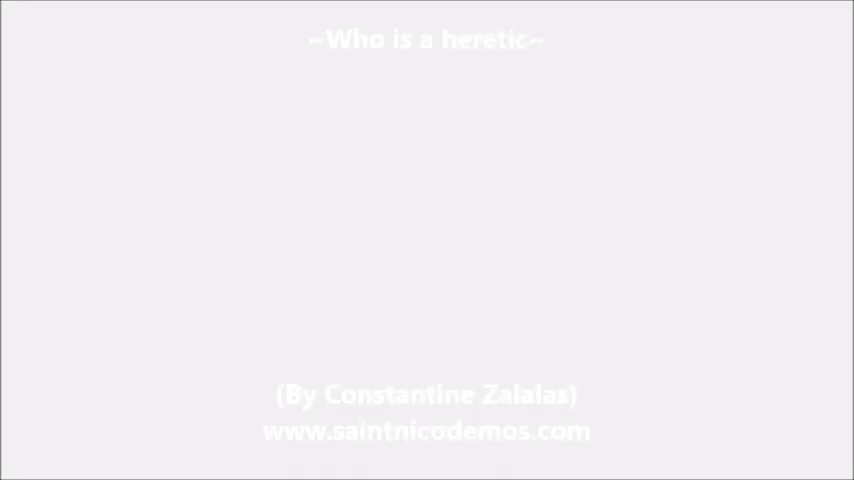 ~Who is a heretic~
(By Constantine Zalalas)
www.saintnicodemos.com